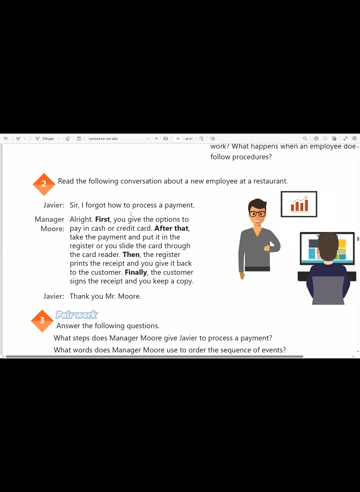 Dibujar
work? What happens when an employee doe
follow procedures?
2 Read the following conversation about a new employee at a restaurant.
Javier: Sir, I forgot how to process a payment.
Manager Moore: Alright. First, you give the options to
pay in cash or credit card. After that,
take the payment and put it in the
register or you slide the card through
the card reader. Then, the register
prints the receipt and you give it back
to the customer. Finally, the customer
signs the receipt and you keep a copy.
Javier: Thank you Mr. Moore.
3 Pair work
Answer the following questions.
What steps does Manager Moore give Javier to process a payment?
What words does Manager Moore use to order the sequence of events?